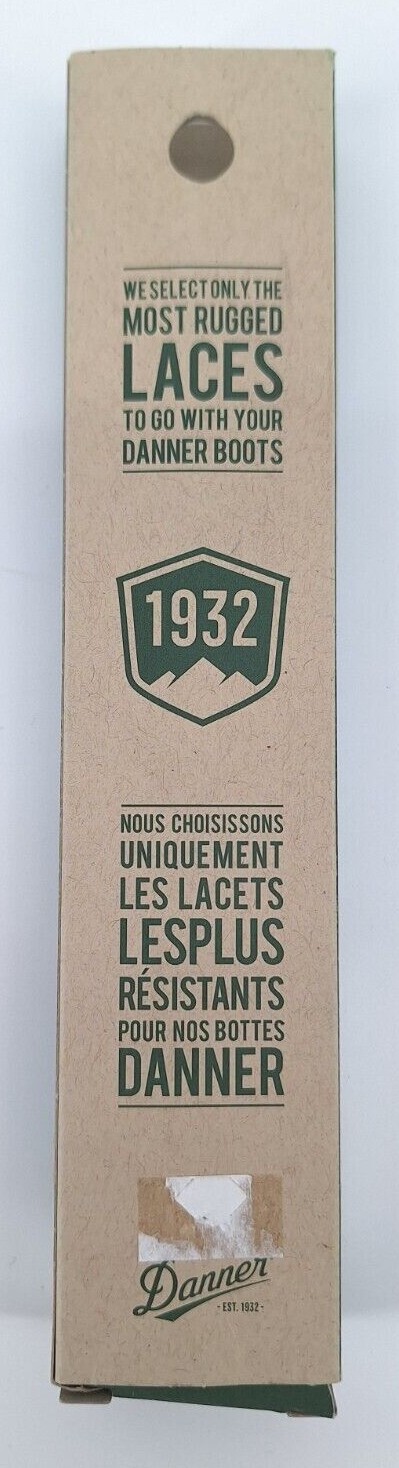 WE SELECT ONLY THE
MOST RUGGED
LACES
TO GO WITH YOUR
DANNER BOOTS
1932
NOUS CHOISISSONS
UNIQUEMENT
LES LACETS
LESPLUS
RÉSISTANTS
POUR NOS BOTTES
DANNER
Danner
- EST. 1932 -